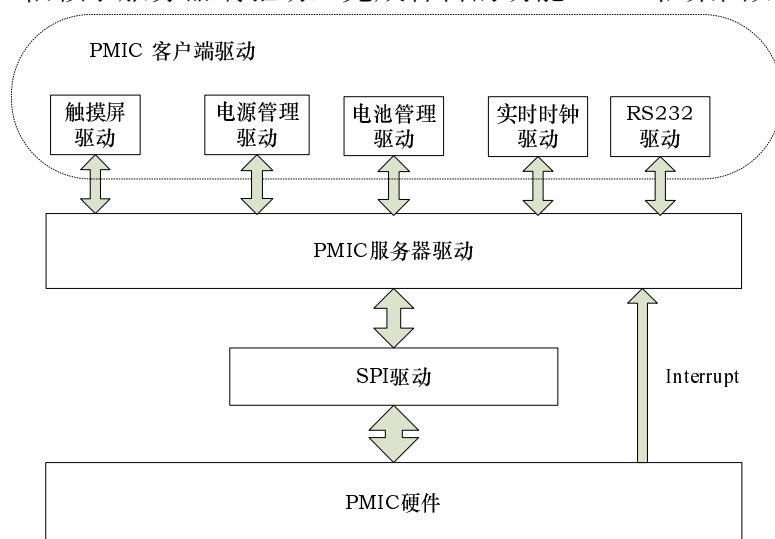 PMIC 客户端驱动
触摸屏
驱动
电源管理
驱动
电池管理
驱动
实时时钟
驱动
RS232
驱动
PMIC服务器驱动
SPI驱动
Interrupt
PMIC硬件